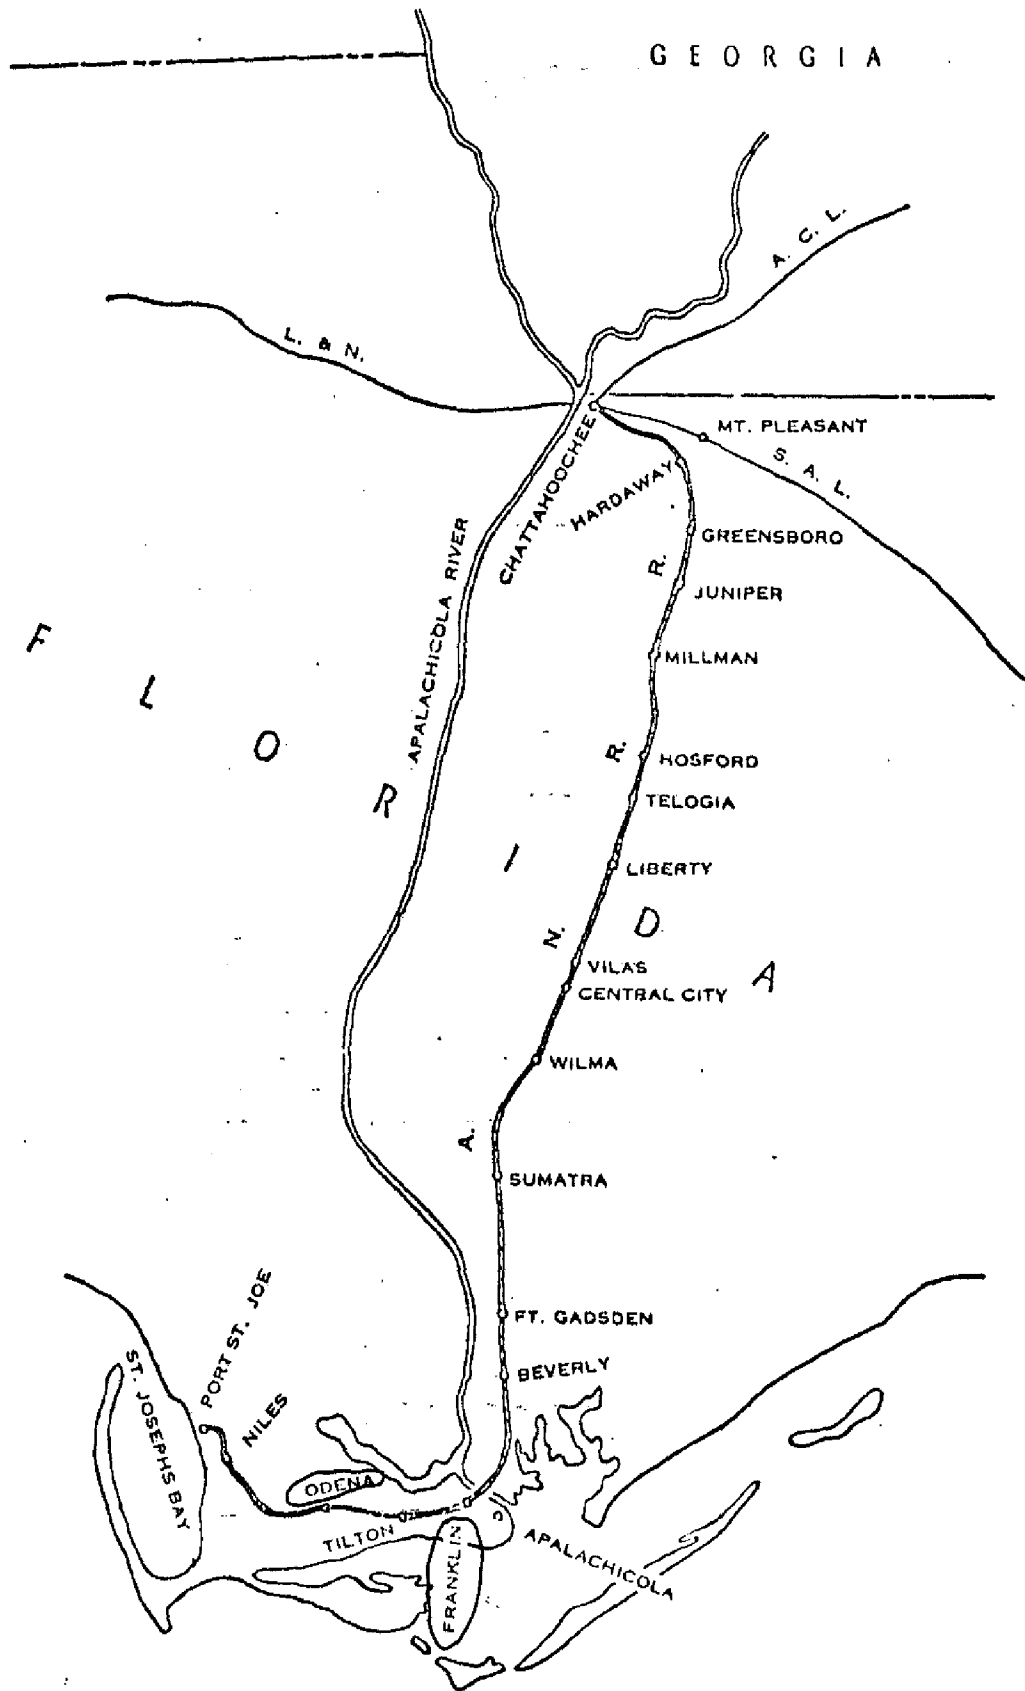 GEORGIA
A. C. L.
L. & N.
MT. PLEASANT
S. A. L.
CHATTAHOOCHEE
HARDAWAY
GREENSBORO
APALACHICOLA RIVER
JUNIPER
MILLMAN
HOSFORD
TELOGIA
LIBERTY
FLORIDA
VILAS
CENTRAL CITY
WILMA
A. N. R. R.
SUMATRA
FT. GADSDEN
BEVERLY
PORT ST. JOE
NILES
ST. JOSEPHS BAY
ODENA
TILTON
FRANKLIN
APALACHICOLA